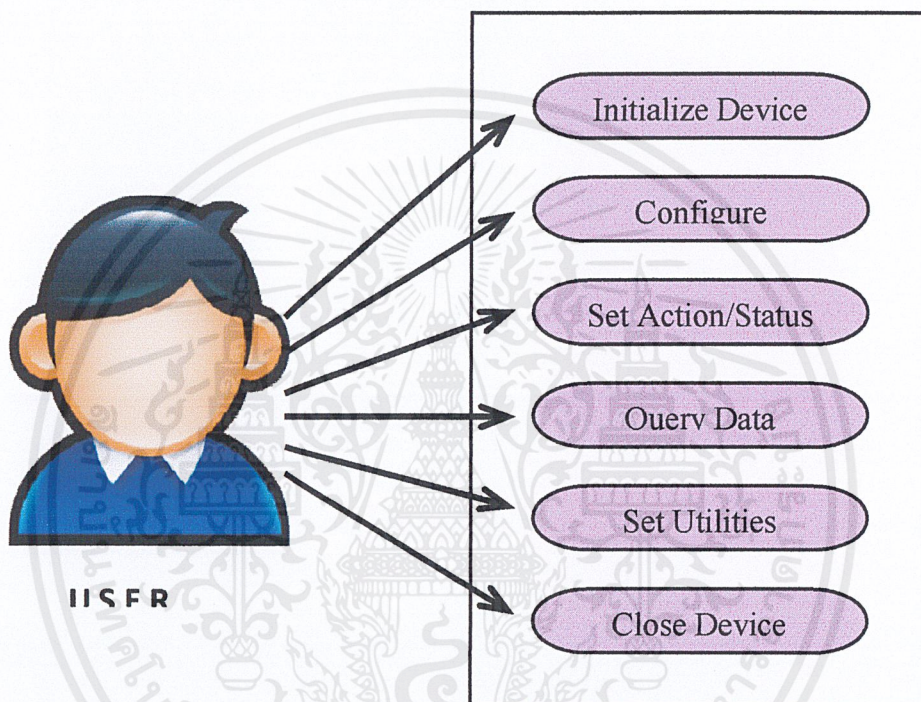 Initialize Device
Configure
Set Action/Status
Query Data
Set Utilities
Close Device
USER